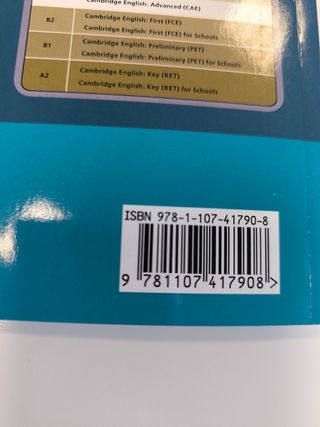 Cambridge English: Advanced (CAE)
B2 Cambridge English: First (FCE)
Cambridge English: First (FCE) for Schools
B1 Cambridge English: Preliminary (PET)
Cambridge English: Preliminary (PET) for Schools
A2 Cambridge English: Key (KET)
Cambridge English: Key (KET) for Schools
ISBN 978-1-107-41790-8
9 781107 417908 >